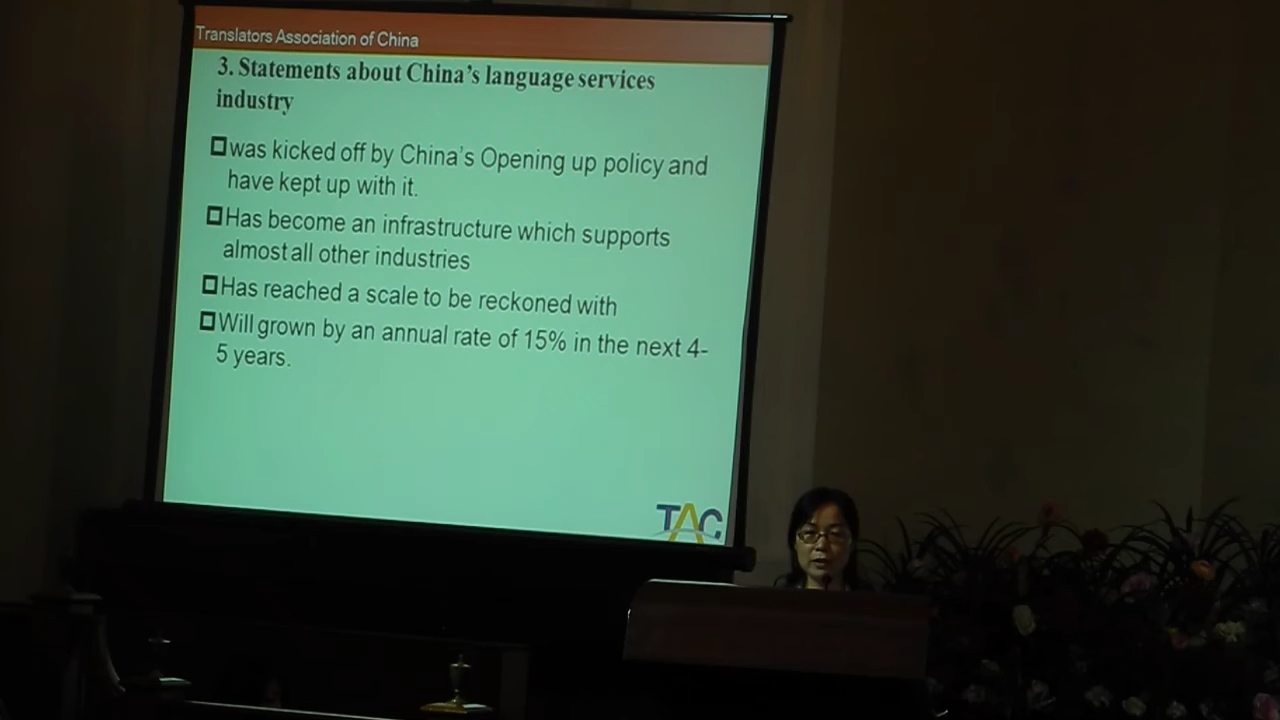 Translators Association of China
3. Statements about China's language services
industry
was kicked off by China's Opening up policy and
have kept up with it.
Has become an infrastructure which supports
almost all other industries
Has reached a scale to be reckoned with
Will grown by an annual rate of 15% in the next 4-
5 years.
TAC